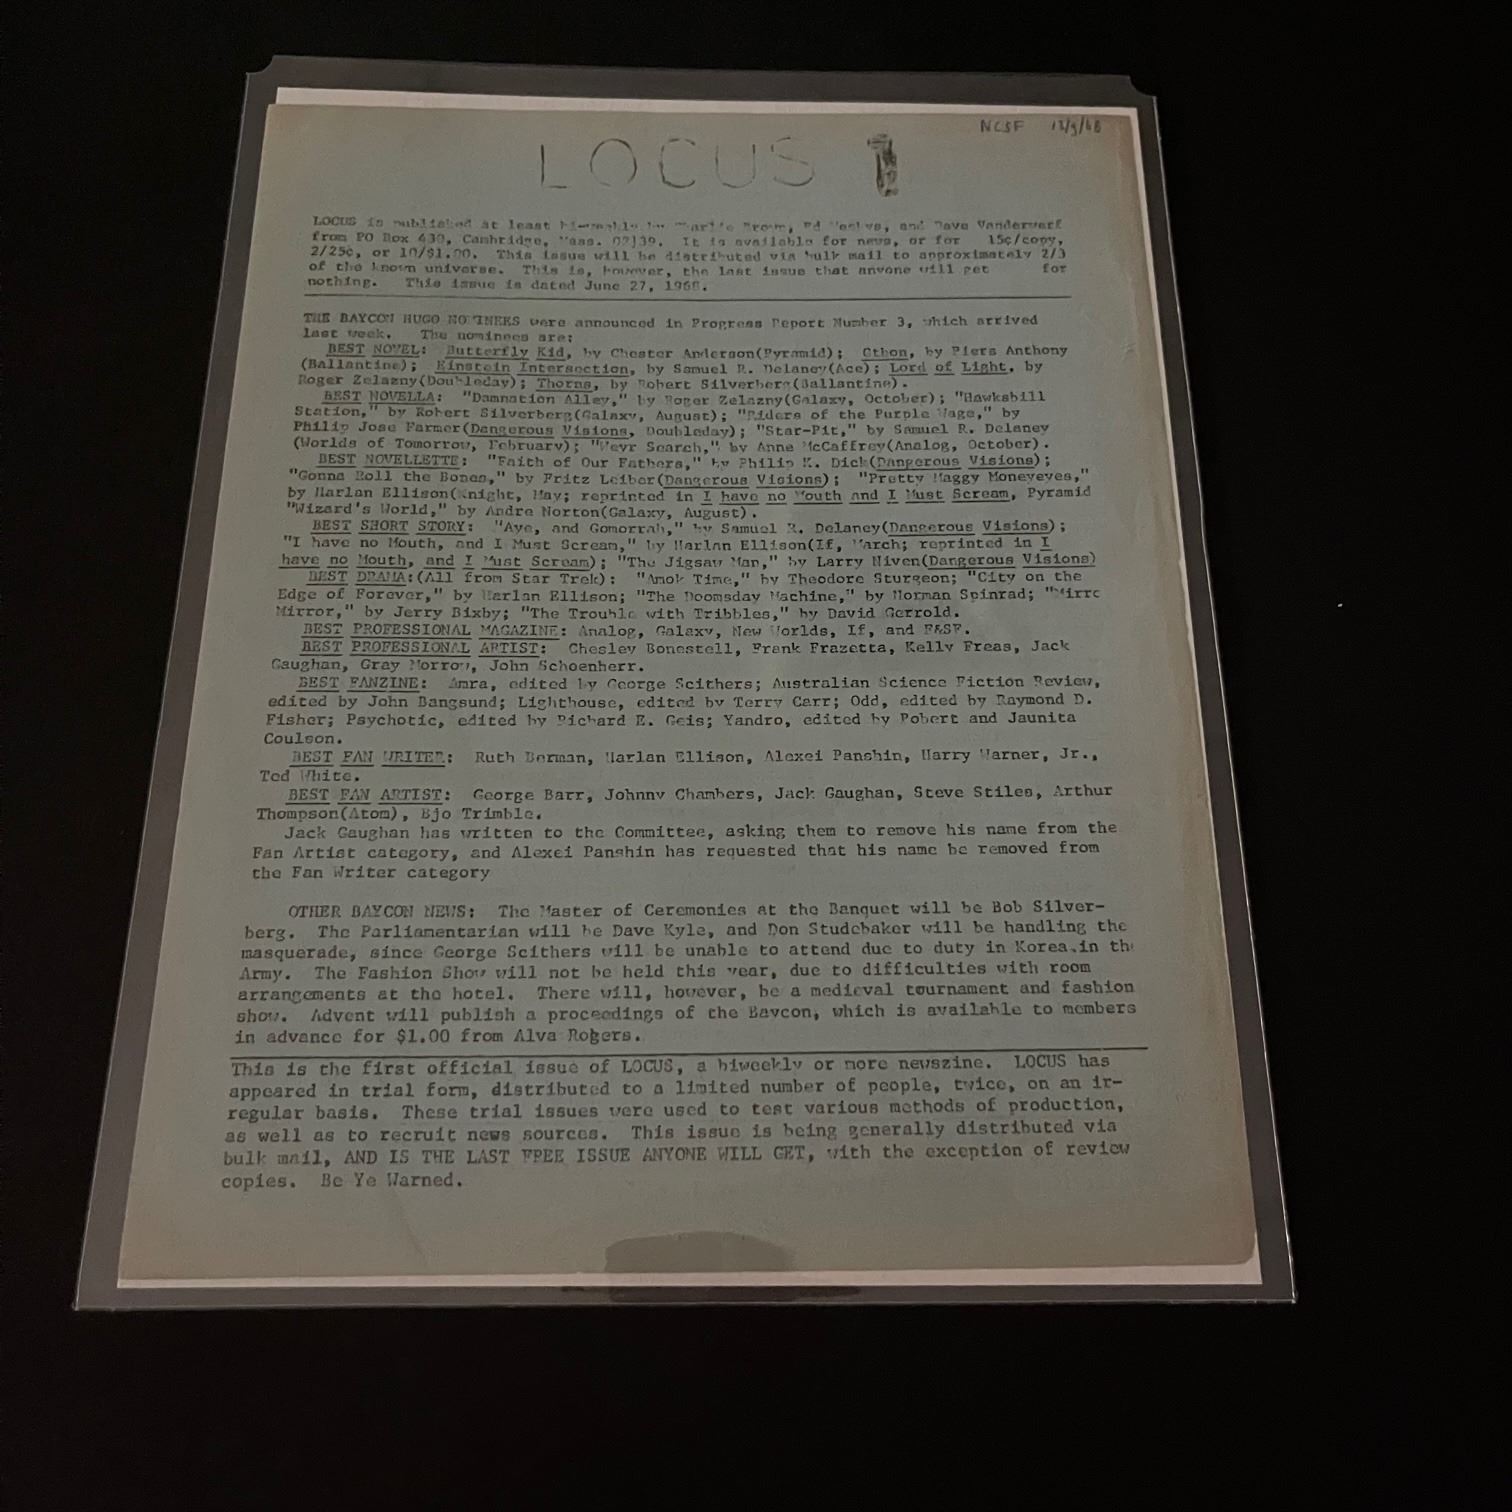 NCSF
LOCUS 1
LOCUS is published at least bi-weekly by Charlie Brown, Ed and Dave Vanderwerf
from PO Box 430, Cambridge, Mass. 02139. It is available for news, or for 15¢/copy,
2/25¢, or 10/$1.00. This issue will be distributed via bulk mail to approximately 2/3
of the known universe. This is, however, the last issue that anyone will get for
nothing. This issue is dated June 27, 1968.
THE BAYCON HUGO NOMINEES were announced in Progress Report Number 3, which arrived
last week. The nominees are:
BEST NOVEL: Butterfly Kid, by Chester Anderson(Pyramid); Cthon, by Piers Anthony
(Ballantine); Einstein Intersection, by Samuel R. Delaney(Ace); Lord of Light, by
Roger Zelazny(Doubleday); Thorns, by Robert Silverberg(Ballantine).
BEST NOVELLA: "Damnation Alley," by Roger Zelazny(Galaxy, October); "Hawksbill
Station," by Robert Silverberg(Galaxy, August); "Riders of the Purple Wage," by
Philip Jose Farmer(Dangerous Visions, Doubleday); "Star-Pit," by Samuel R. Delaney
(Worlds of Tomorrow, February); "Weyr Search," by Anne McCaffrey(Analog, October).
BEST NOVELLETTE: "Faith of Our Fathers," by Philip K. Dick(Dangerous Visions);
"Gonna Roll the Bones," by Fritz Leiber(Dangerous Visions); "Pretty Maggy Moneyeyes,"
by Harlan Ellison(Knight, May; reprinted in I have no Mouth and I Must Scream, Pyramid
"Wizard's World," by Andre Norton(Galaxy, August).
BEST SHORT STORY: "Aye, and Gomorrah," by Samuel R. Delaney(Dangerous Visions);
"I have no Mouth, and I Must Scream," by Harlan Ellison(If, March; reprinted in I
have no Mouth, and I Must Scream); "The Jigsaw Man," by Larry Niven(Dangerous Visions)
BEST DRAMA:(All from Star Trek): "Amok Time," by Theodore Sturgeon; "City on the
Edge of Forever," by Harlan Ellison; "The Doomsday Machine," by Norman Spinrad; "Mirro
Mirror," by Jerry Bixby; "The Trouble with Tribbles," by David Gerrold.
BEST PROFESSIONAL MAGAZINE: Analog, Galaxy, New Worlds, If, and F&SF.
BEST PROFESSIONAL ARTIST: Chesley Bonestell, Frank Frazetta, Kelly Freas, Jack
Gaughan, Gray Morrow, John Schoenherr.
BEST FANZINE: Amra, edited by George Scithers; Australian Science Fiction Review,
edited by John Bangsund; Lighthouse, edited by Terry Carr; Odd, edited by Raymond D.
Fisher; Psychotic, edited by Richard E. Geis; Yandro, edited by Robert and Jaunita
Coulson.
BEST FAN WRITER: Ruth Berman, Harlan Ellison, Alexei Panshin, Harry Warner, Jr.,
Ted White.
BEST FAN ARTIST: George Barr, Johnny Chambers, Jack Gaughan, Steve Stiles, Arthur
Thompson(Atom), Bjo Trimble.
Jack Gaughan has written to the Committee, asking them to remove his name from the
Fan Artist category, and Alexei Panshin has requested that his name be removed from
the Fan Writer category
OTHER BAYCON NEWS: The Master of Ceremonies at the Banquet will be Bob Silver-
berg. The Parliamentarian will be Dave Kyle, and Don Studebaker will be handling the
masquerade, since George Scithers will be unable to attend due to duty in Korea.in the
Army. The Fashion Show will not be held this year, due to difficulties with room
arrangements at the hotel. There will, however, be a medieval tournament and fashion
show. Advent will publish a proceedings of the Baycon, which is available to members
in advance for $1.00 from Alva Rogers.
This is the first official issue of LOCUS, a biweekly or more newszine. LOCUS has
appeared in trial form, distributed to a limited number of people, twice, on an ir-
regular basis. These trial issues were used to test various methods of production,
as well as to recruit news sources. This issue is being generally distributed via
bulk mail, AND IS THE LAST FREE ISSUE ANYONE WILL GET, with the exception of review
copies. Be Ye Warned.